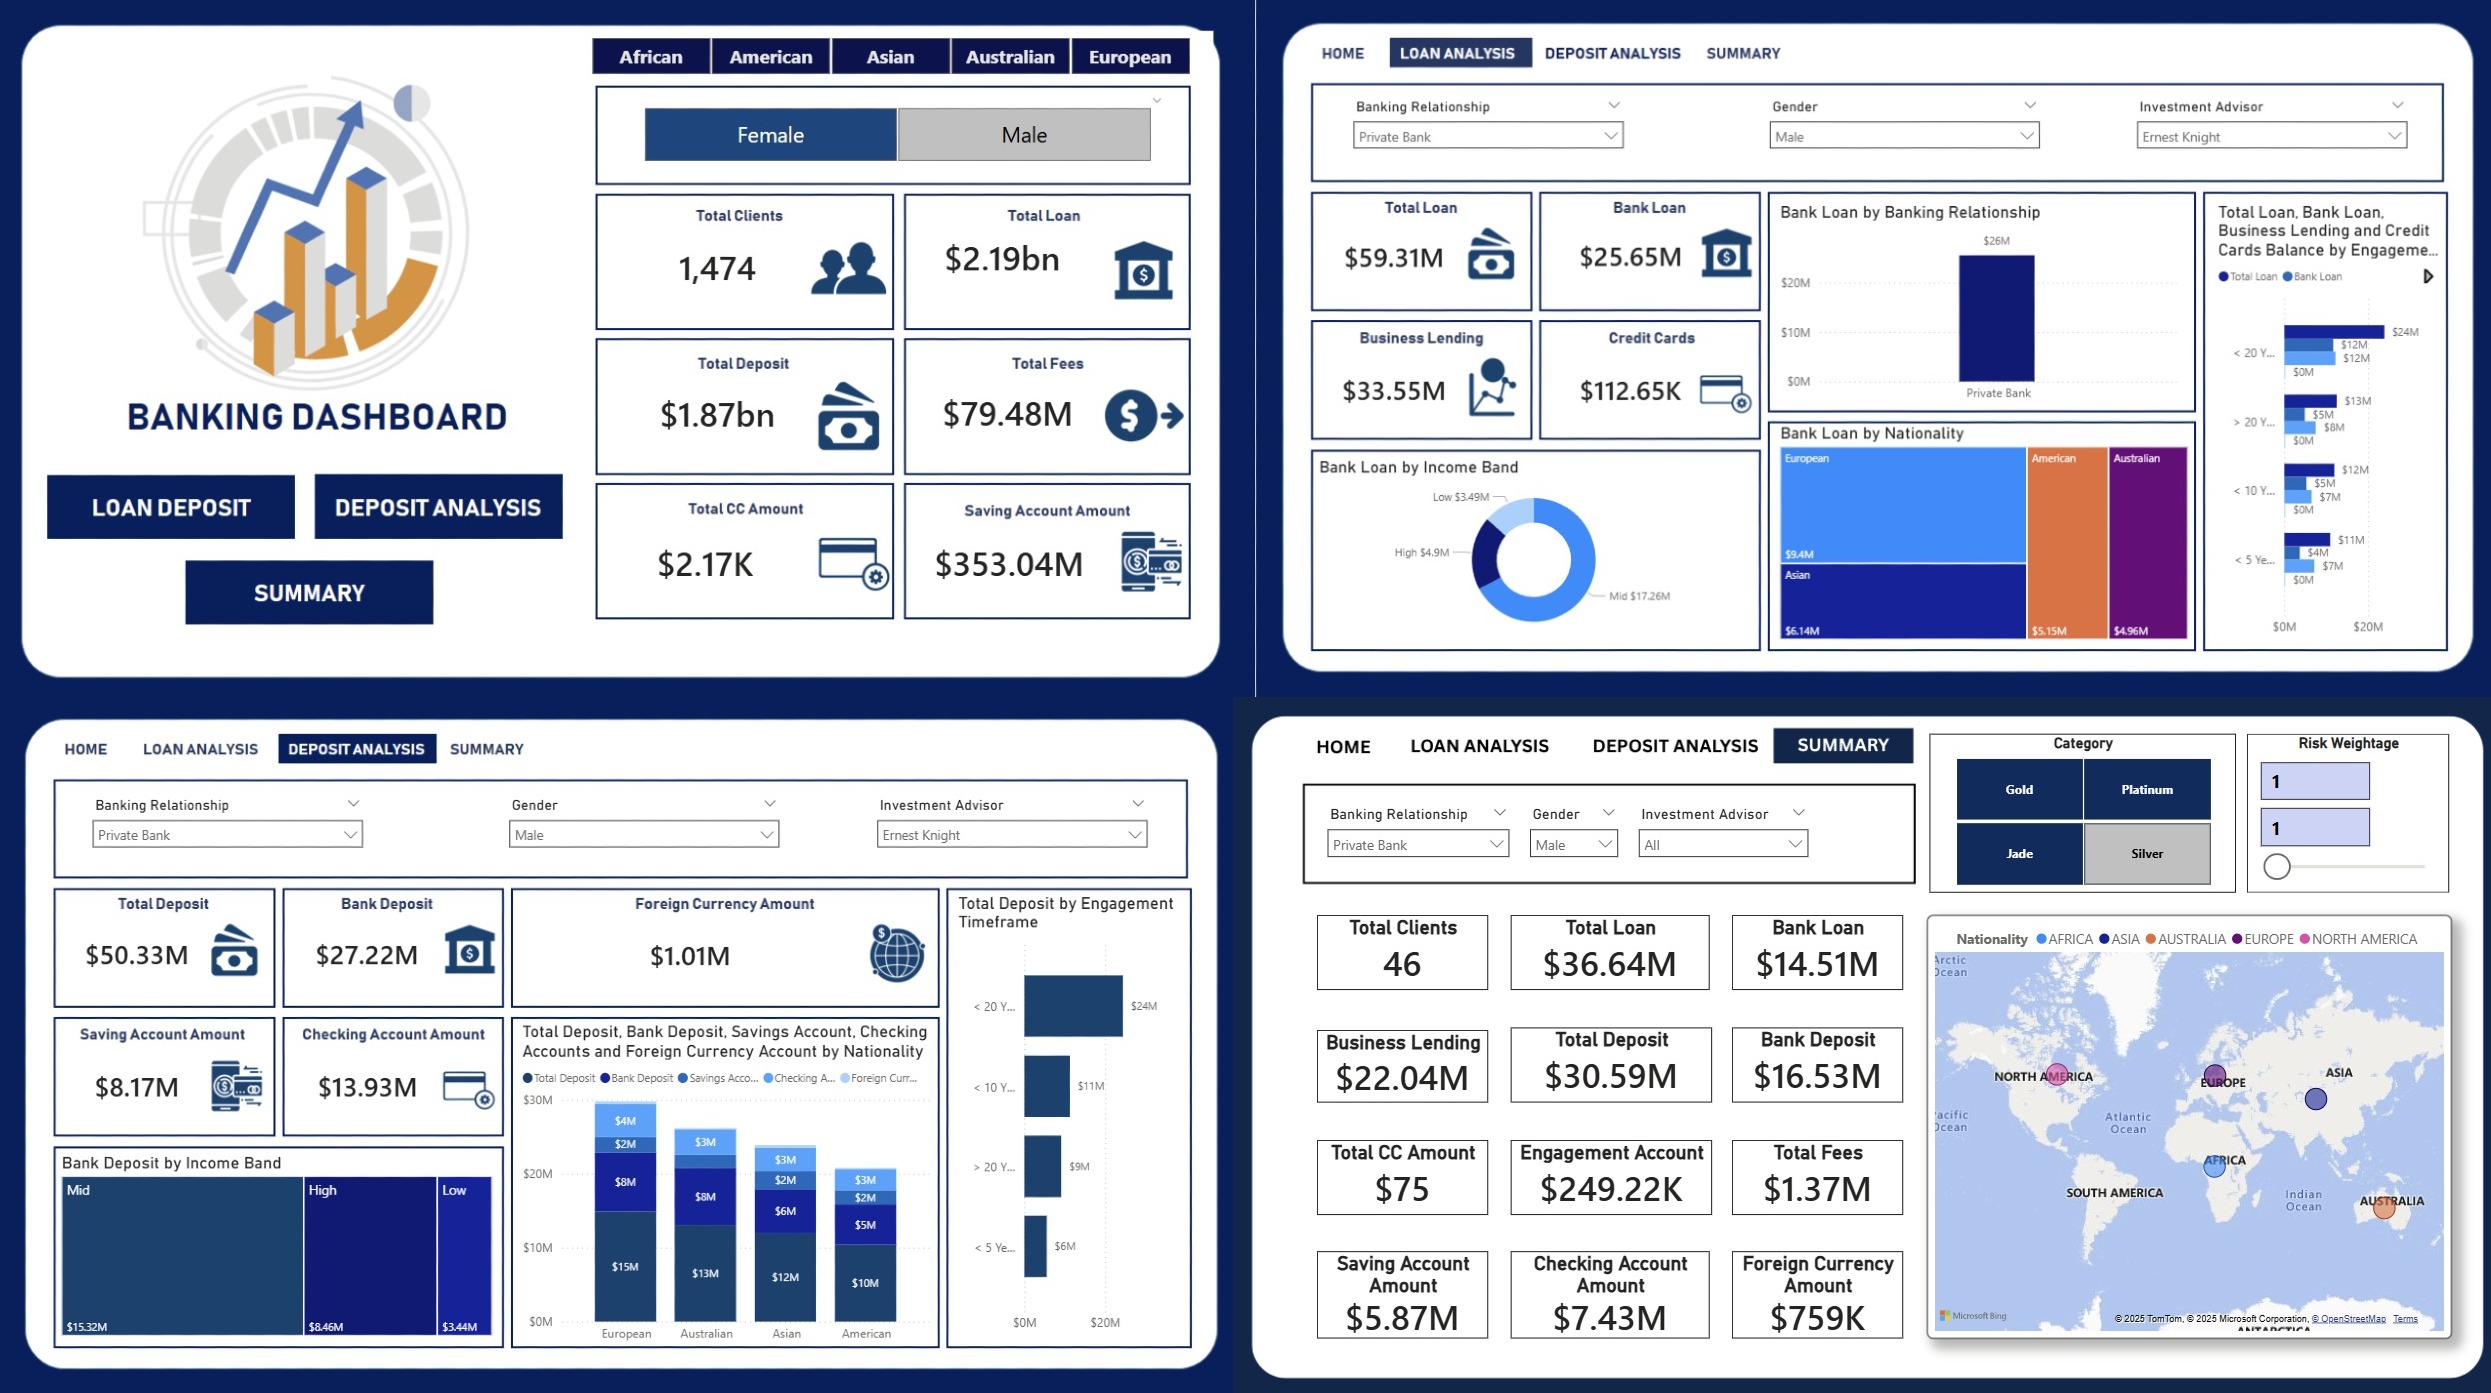 African American Asian Australian European
Female Male
BANKING DASHBOARD
LOAN DEPOSIT DEPOSIT ANALYSIS
SUMMARY
Total Clients
1,474
Total Loan
$2.19bn
Total Deposit
$1.87bn
Total Fees
$79.48M
Total CC Amount
$2.17K
Saving Account Amount
$353.04M
HOME LOAN ANALYSIS DEPOSIT ANALYSIS SUMMARY
Banking Relationship
Private Bank
Gender
Male
Investment Advisor
Ernest Knight
Total Loan
$59.31M
Bank Loan
$25.65M
Business Lending
$33.55M
Credit Cards
$112.65K
Bank Loan by Income Band
Low $3.49M
High $4.9M
Mid $17.26M
Bank Loan by Banking Relationship
$26M
$20M
$10M
$0M
Private Bank
Bank Loan by Nationality
European
$9.4M
Asian
$6.14M
American
$5.15M
Australian
$4.96M
Total Loan, Bank Loan,
Business Lending and Credit
Cards Balance by Engageme...
Total Loan Bank Loan
< 20 Y...
$24M
$12M
$12M
$0M
> 20 Y...
$13M
$5M
$8M
$0M
< 10 Y...
$12M
$5M
$7M
$0M
< 5 Ye...
$11M
$4M
$7M
$0M
$0M $20M
HOME LOAN ANALYSIS DEPOSIT ANALYSIS SUMMARY
Banking Relationship
Private Bank
Gender
Male
Investment Advisor
Ernest Knight
Total Deposit
$50.33M
Bank Deposit
$27.22M
Foreign Currency Amount
$1.01M
Saving Account Amount
$8.17M
Checking Account Amount
$13.93M
Bank Deposit by Income Band
Mid
$15.32M
High
$8.46M
Low
$3.44M
Total Deposit, Bank Deposit, Savings Account, Checking
Accounts and Foreign Currency Account by Nationality
Total Deposit Bank Deposit Savings Acco... Checking A... Foreign Curr...
$30M
$20M
$10M
$0M
$4M
$2M
$8M
$15M
European
$3M
$8M
$13M
Australian
$3M
$2M
$6M
$12M
Asian
$3M
$2M
$5M
$10M
American
Total Deposit by Engagement
Timeframe
< 20 Y... $24M
< 10 Y... $11M
> 20 Y... $9M
< 5 Ye... $6M
$0M $20M
HOME LOAN ANALYSIS DEPOSIT ANALYSIS SUMMARY
Banking Relationship
Private Bank
Gender
Male
Investment Advisor
All
Category
Gold Platinum
Jade Silver
Risk Weightage
1
1
Total Clients
46
Total Loan
$36.64M
Bank Loan
$14.51M
Business Lending
$22.04M
Total Deposit
$30.59M
Bank Deposit
$16.53M
Total CC Amount
$75
Engagement Account
$249.22K
Total Fees
$1.37M
Saving Account
Amount
$5.87M
Checking Account
Amount
$7.43M
Foreign Currency
Amount
$759K
Nationality AFRICA ASIA AUSTRALIA EUROPE NORTH AMERICA
Arctic
Ocean
NORTH AMERICA
EUROPE
ASIA
Pacific
Ocean
Atlantic
Ocean
AFRICA
SOUTH AMERICA
Indian
Ocean
AUSTRALIA
ANTARCTICA
Microsoft Bing
© 2025 TomTom, © 2025 Microsoft Corporation, © OpenStreetMap Terms